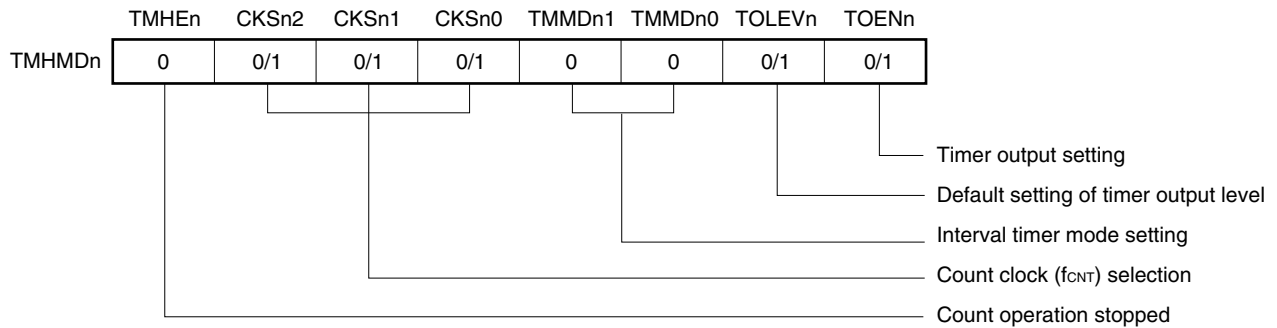 TMHEn CKSn2 CKSn1 CKSn0 TMMDn1 TMMDn0 TOLEVn TOENn
TMHMDn 0 0/1 0/1 0/1 0 0 0/1 0/1
Timer output setting
Default setting of timer output level
Interval timer mode setting
Count clock (fCNT) selection
Count operation stopped